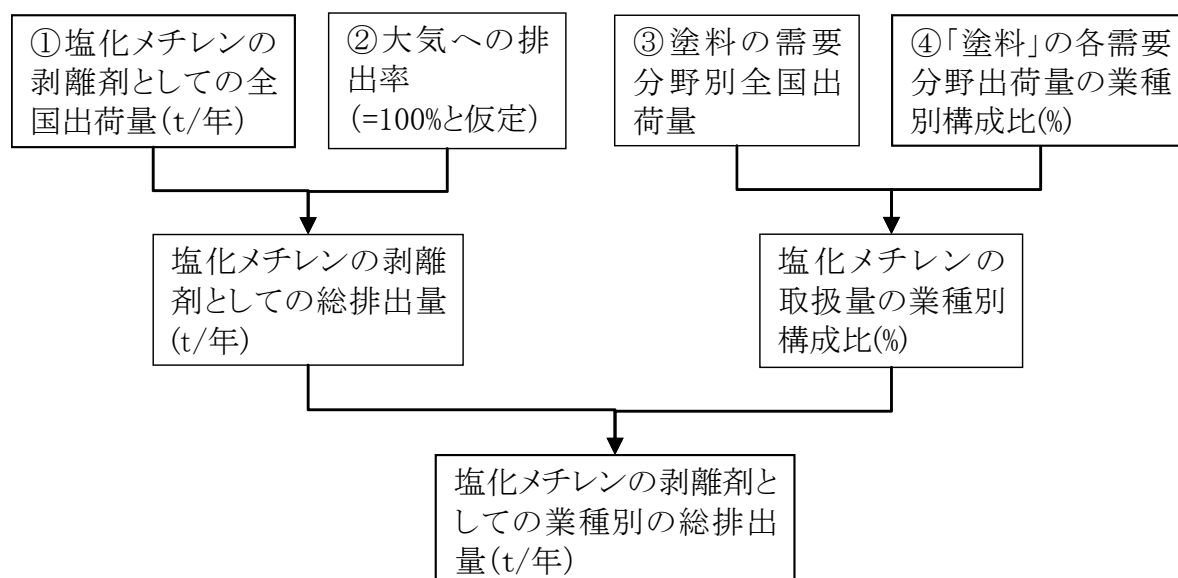 ①塩化メチレンの
剥離剤としての全
国出荷量(t/年)
②大気への排
出率
(=100%と仮定)
③塗料の需要
分野別全国出
荷量
④「塗料」の各需要
分野出荷量の業種
別構成比(%)
塩化メチレンの剥離
剤としての総排出量
(t/年)
塩化メチレンの
取扱量の業種別
構成比(%)
塩化メチレンの剥離剤と
しての業種別の総排出
量(t/年)